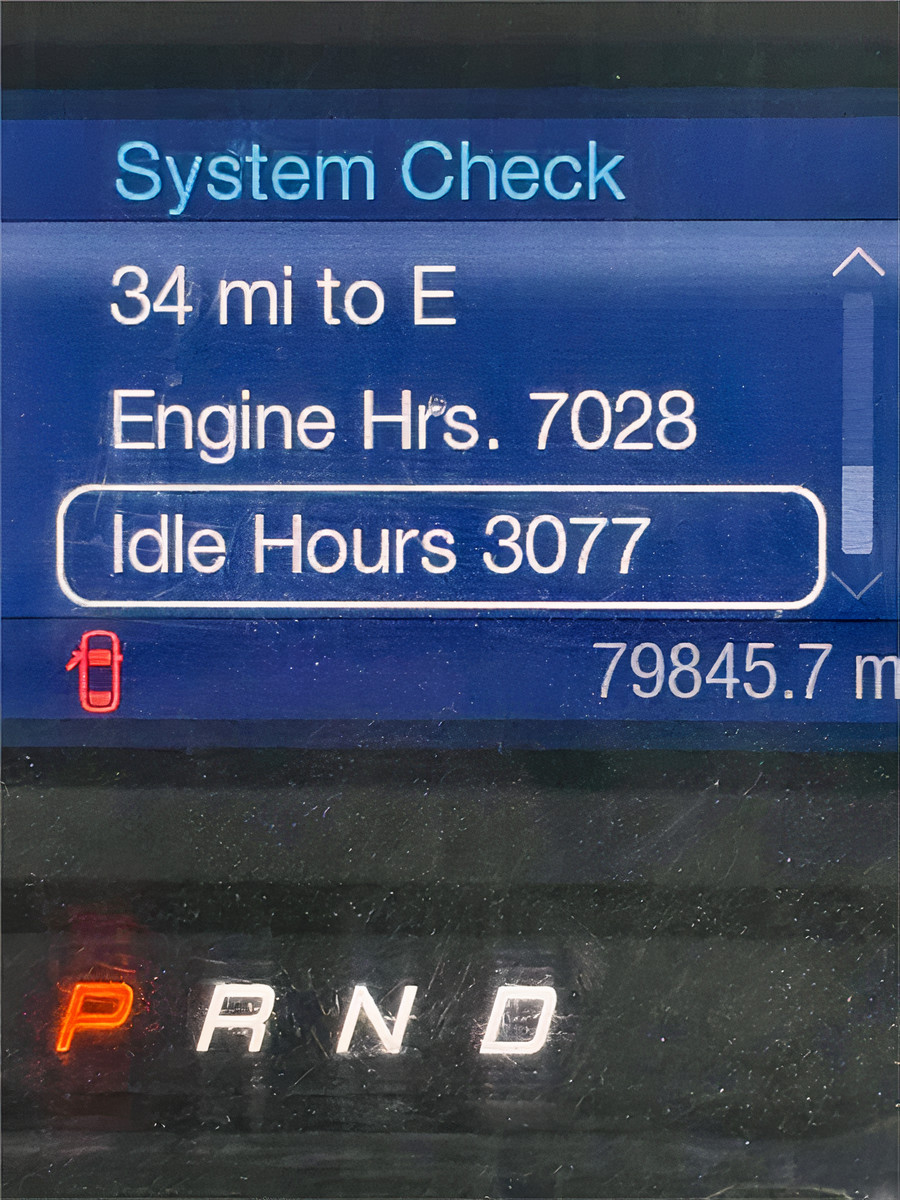 System Check
34 mi to E
Engine Hrs. 7028
Idle Hours 3077
79845.7 m
P R N D